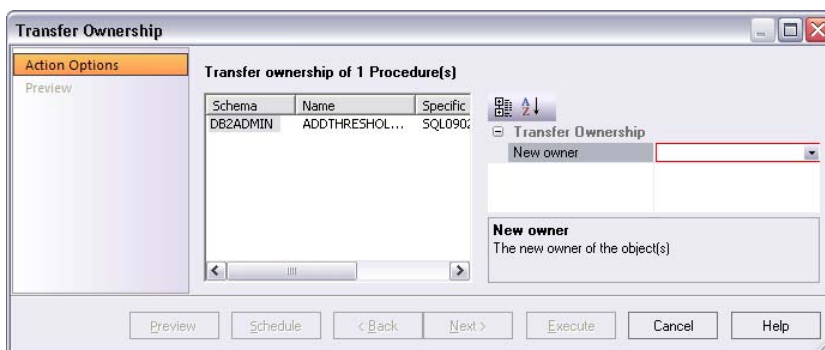 Transfer Ownership
Action Options
Preview
Transfer ownership of 1 Procedure(s)
Schema Name Specific
DB2ADMIN ADDTHRESHOL... SQL0902
Transfer Ownership
New owner
New owner
The new owner of the object(s)
Preview Schedule < Back Next > Execute Cancel Help